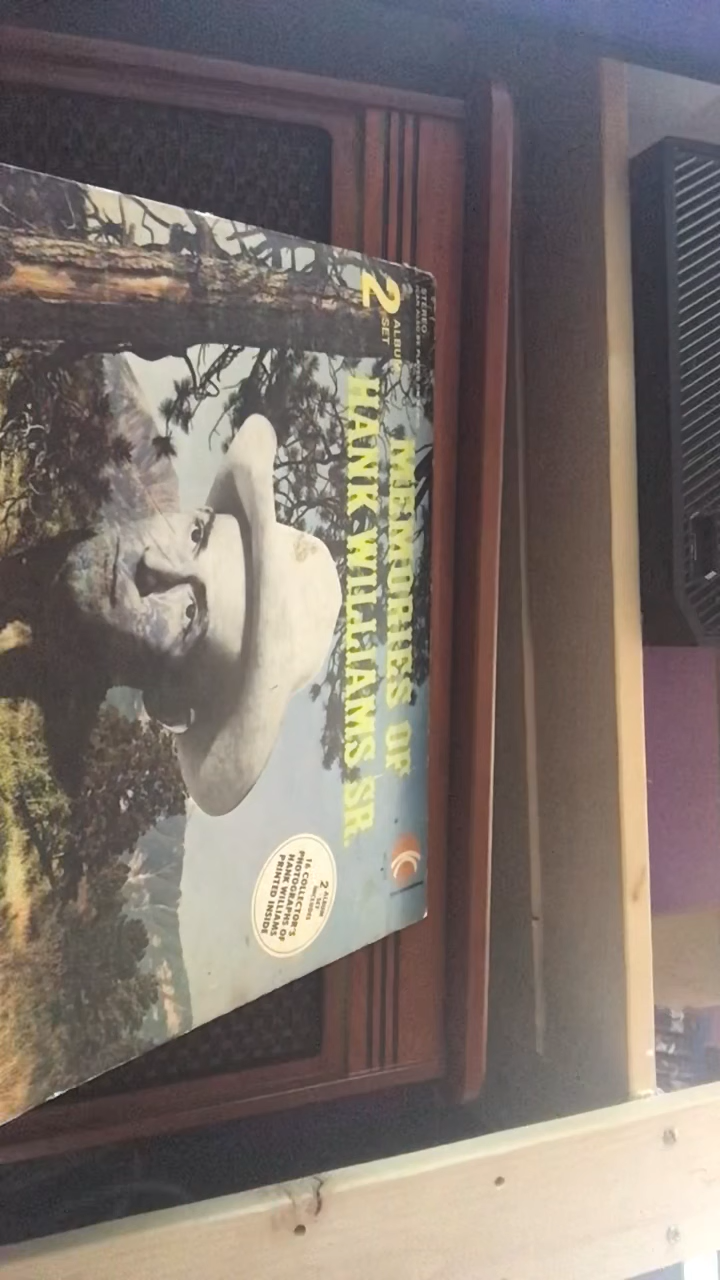 STEREO
2 ALBUM
SET
MEMORIES OF
HANK WILLIAMS SR.
2 ALBUM
SET
INCLUDES
16 COLLECTOR'S
PHOTOGRAPHS OF
HANK WILLIAMS
PRINTED INSIDE